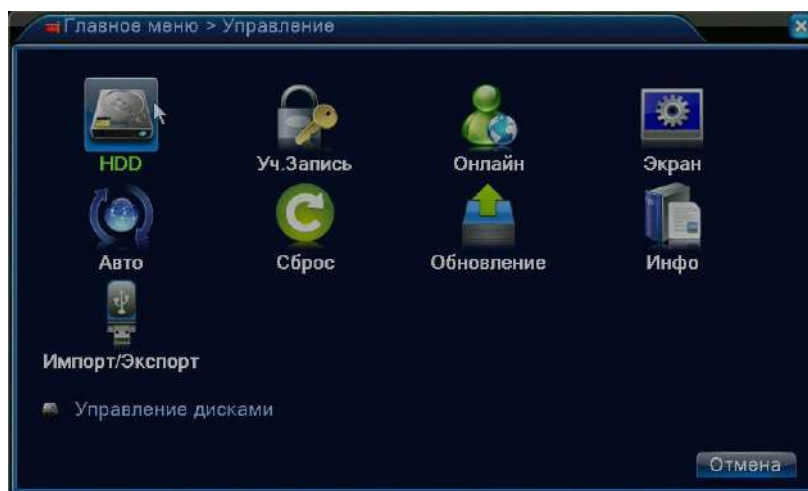 Главное меню > Управление
HDD
Уч.Запись
Онлайн
Экран
Авто
Сброс
Обновление
Инфо
Импорт/Экспорт
Управление дисками
Отмена